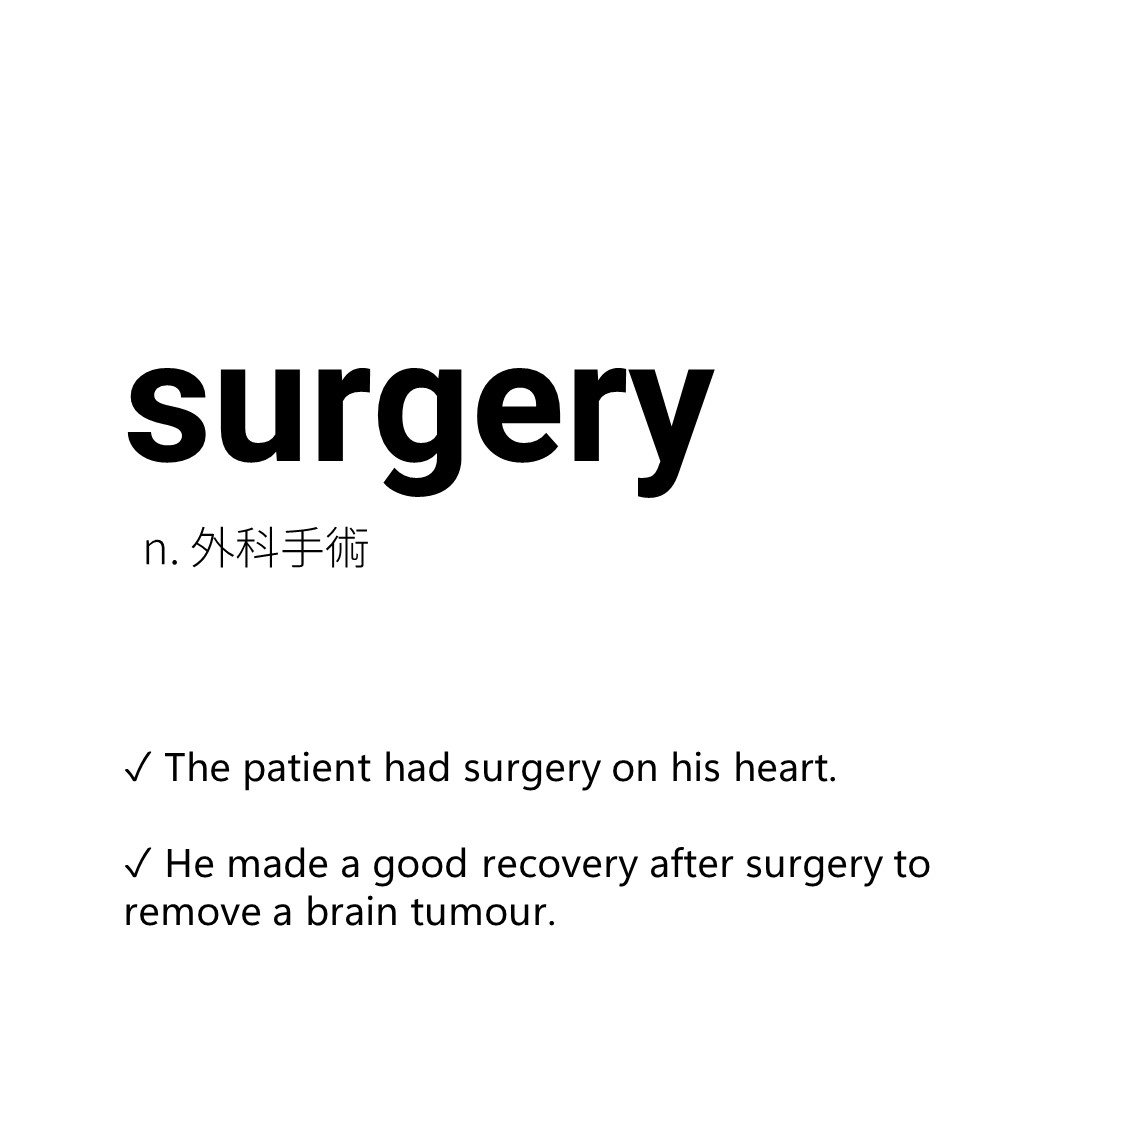 surgery
n. 外科手術
✓ The patient had surgery on his heart.
✓ He made a good recovery after surgery to
remove a brain tumour.